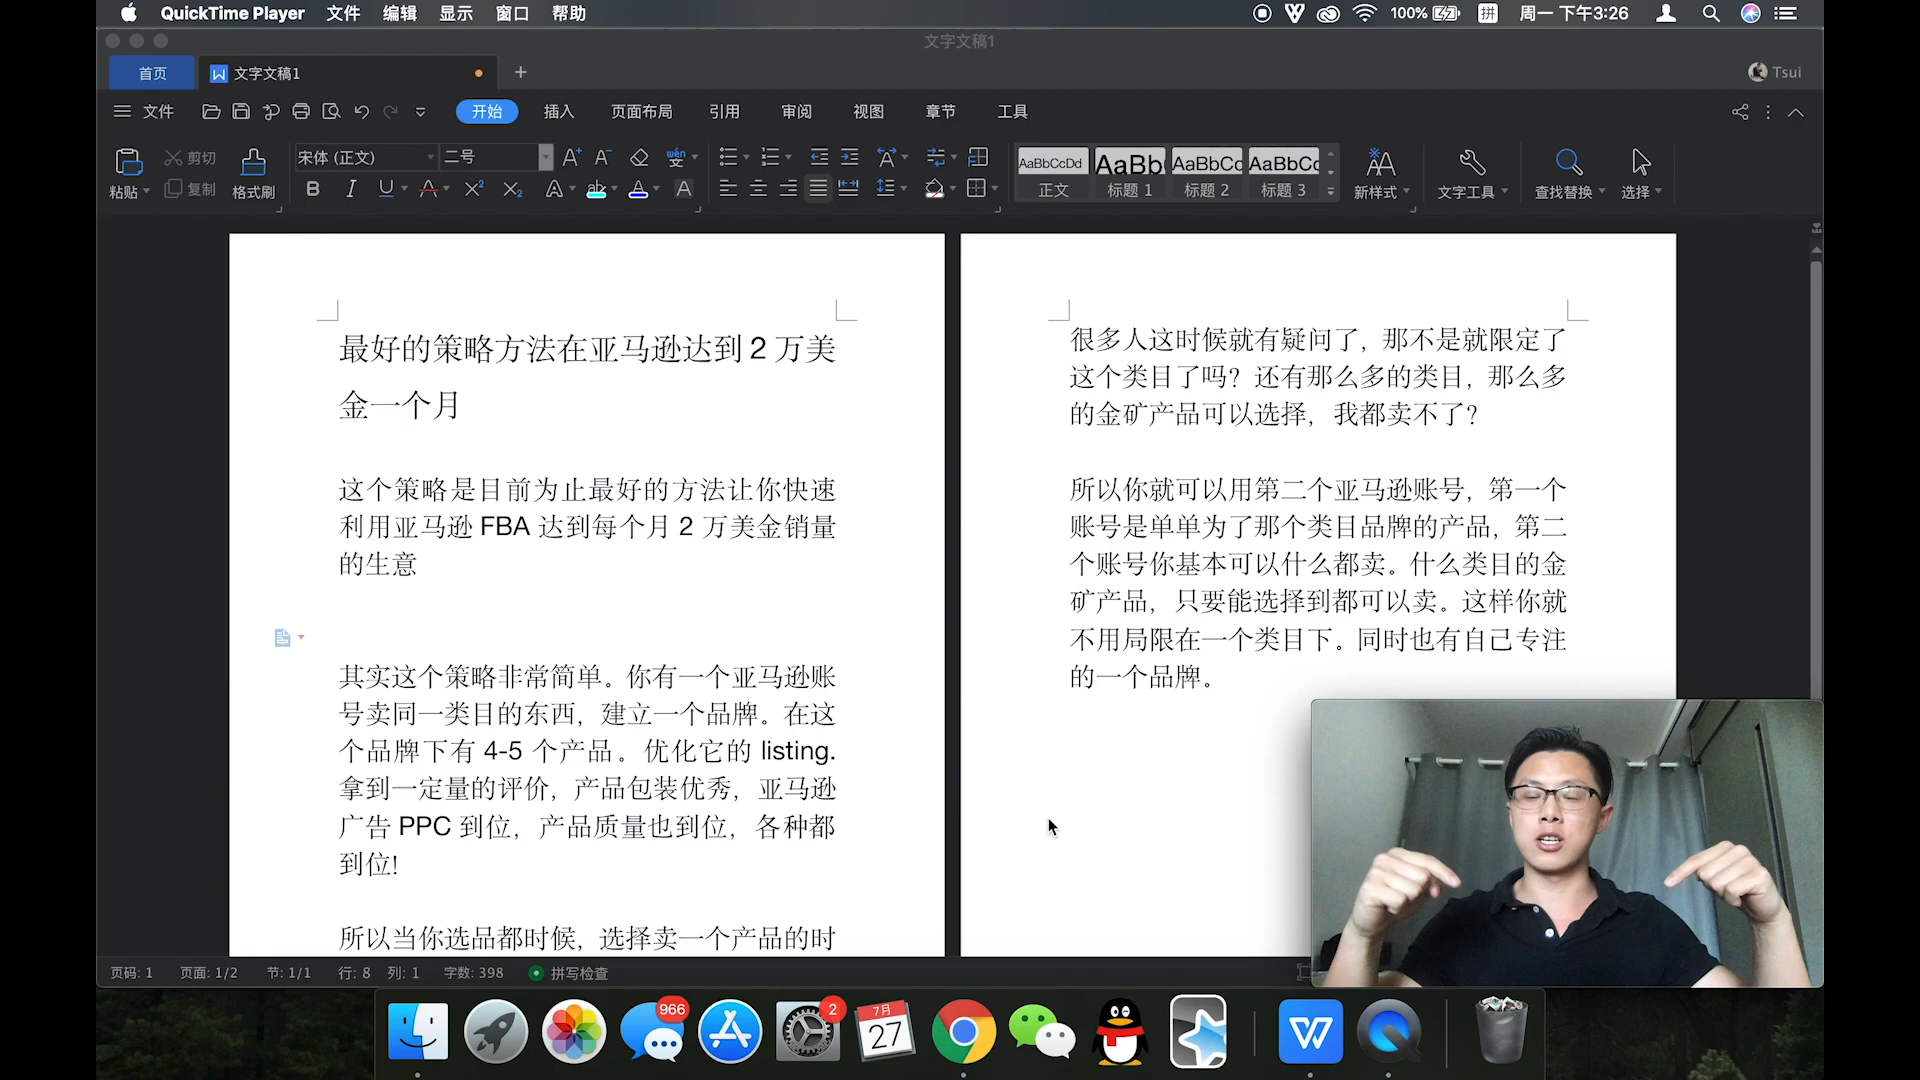 QuickTime Player 文件 编辑 显示 窗口 帮助
100% 拼 周一 下午3:26
文字文稿1
首页 文字文稿1 Tsui
文件 开始 插入 页面布局 引用 审阅 视图 章节 工具
粘贴 剪切 复制 格式刷
宋体 (正文) 二号
AaBbCcDd AaBb AaBbCc AaBbCc
正文 标题 1 标题 2 标题 3
新样式 文字工具 查找替换 选择
最好的策略方法在亚马逊达到 2 万美
金一个月
这个策略是目前为止最好的方法让你快速
利用亚马逊 FBA 达到每个月 2 万美金销量
的生意
其实这个策略非常简单。你有一个亚马逊账
号卖同一类目的东西，建立一个品牌。在这
个品牌下有 4-5 个产品。优化它的 listing.
拿到一定量的评价，产品包装优秀，亚马逊
广告 PPC 到位，产品质量也到位，各种都
到位!
所以当你选品都时候，选择卖一个产品的时
很多人这时候就有疑问了，那不是就限定了
这个类目了吗？还有那么多的类目，那么多
的金矿产品可以选择，我都卖不了？
所以你就可以用第二个亚马逊账号，第一个
账号是单单为了那个类目品牌的产品，第二
个账号你基本可以什么都卖。什么类目的金
矿产品，只要能选择到都可以卖。这样你就
不用局限在一个类目下。同时也有自己专注
的一个品牌。
页码: 1 页面: 1/2 节: 1/1 行: 8 列: 1 字数: 398 拼写检查
966
2
7月
27